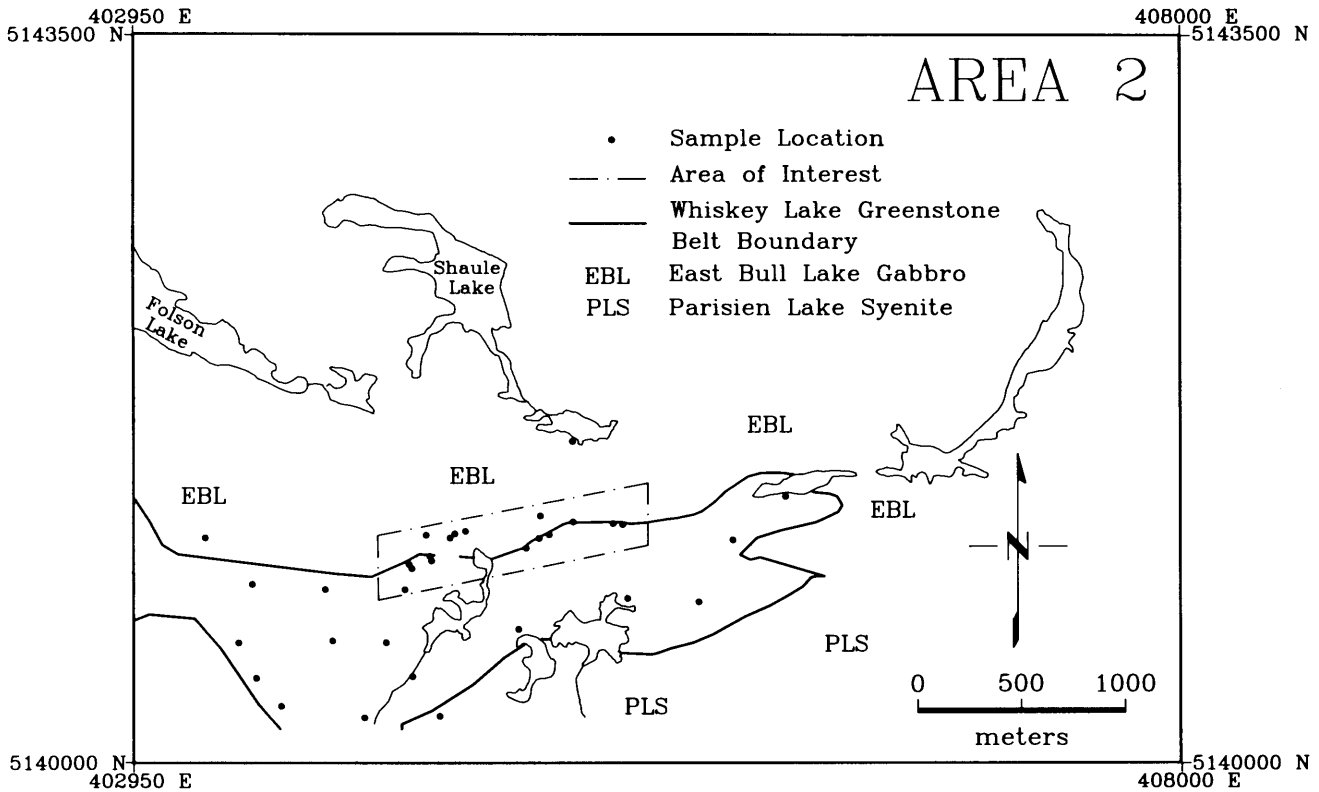 402950 E
408000 E
5143500 N
5143500 N
AREA 2
Sample Location
Area of Interest
Whiskey Lake Greenstone
Belt Boundary
EBL East Bull Lake Gabbro
PLS Parisien Lake Syenite
Shaule
Lake
Folson
Lake
EBL
EBL
EBL
EBL
N
PLS
PLS
0 500 1000
meters
5140000 N
5140000 N
402950 E
408000 E